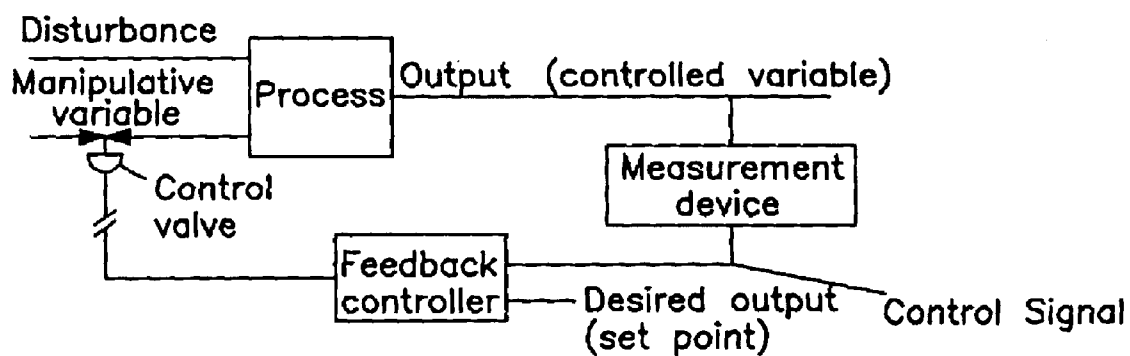 Disturbance
Manipulative
variable
Process
Output (controlled variable)
Measurement
device
Control
valve
Feedback
controller
Desired output
(set point)
Control Signal